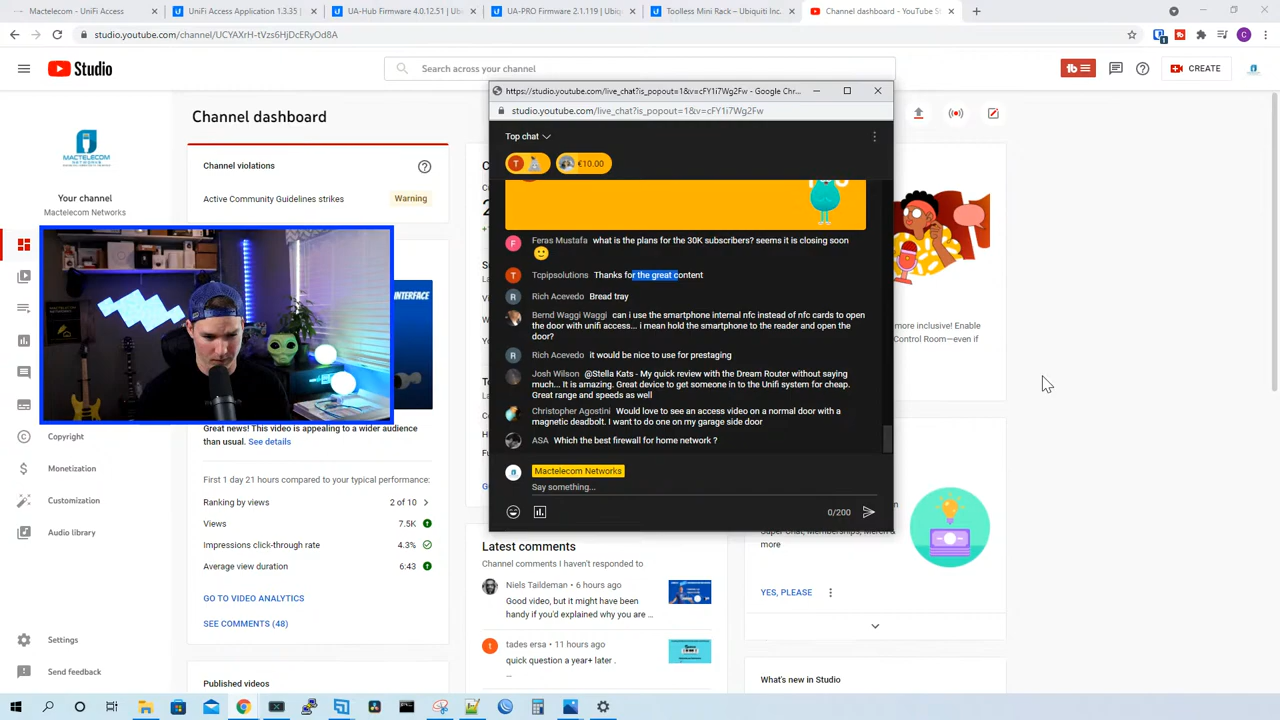 MACTELECOM – UniFi Access
UniFi Access Application 1.3.35 |
UA-Hub Firmware 4.0.12.51 | Ub
UA-PRO Firmware 2.1.119 | Ubiq
Toolless Mini Rack – Ubiquiti Inc.
Channel dashboard - YouTube St
studio.youtube.com/channel/UCYAXrH-tVzs6HjDcERyOd8A
Studio
Search across your channel
CREATE
https://studio.youtube.com/live_chat?is_popout=1&v=cFY1i7Wg2Fw - Google Chr...
studio.youtube.com/live_chat?is_popout=1&v=cFY1i7Wg2Fw
Channel dashboard
Top chat
T
€10.00
MACTELECOM
NETWORKS
Your channel
Mactelecom Networks
Channel violations
Active Community Guidelines strikes
Warning
INTERFACE
Feras Mustafa what is the plans for the 30K subscribers? seems it is closing soon
Tcpipsolutions Thanks for the great content
Rich Acevedo Bread tray
Bernd Waggi Waggi can i use the smartphone internal nfc instead of nfc cards to open
the door with unifi access... i mean hold the smartphone to the reader and open the
door?
Rich Acevedo it would be nice to use for prestaging
Josh Wilson @Stella Kats - My quick review with the Dream Router without saying
much... It is amazing. Great device to get someone in to the Unifi system for cheap.
Great range and speeds as well
Christopher Agostini Would love to see an access video on a normal door with a
magnetic deadbolt. I want to do one on my garage side door
ASA Which the best firewall for home network ?
Mactelecom Networks
Say something...
0/200
more inclusive! Enable
Control Room—even if
Copyright
Monetization
Customization
Audio library
Settings
Send feedback
Great news! This video is appealing to a wider audience
than usual. See details
First 1 day 21 hours compared to your typical performance:
Ranking by views
2 of 10
Views
7.5K
Impressions click-through rate
4.3%
Average view duration
6:43
GO TO VIDEO ANALYTICS
SEE COMMENTS (48)
Published videos
Latest comments
Channel comments I haven't responded to
Niels Taildeman • 6 hours ago
Good video, but it might have been
handy if you'd explained why you are ...
tades ersa • 11 hours ago
quick question a year+ later .
...
Super Chat, Memberships, Merch and
more
YES, PLEASE
What's new in Studio